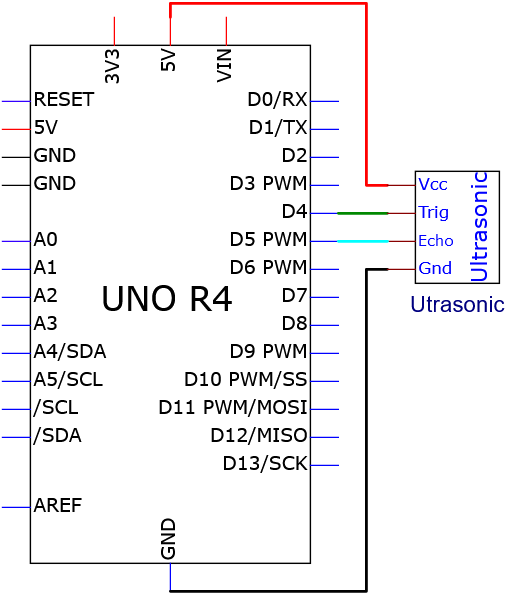 3V3
5V
VIN
RESET
5V
GND
GND
A0
A1
A2
A3
A4/SDA
A5/SCL
/SCL
/SDA
AREF
UNO R4
D0/RX
D1/TX
D2
D3 PWM
D4
D5 PWM
D6 PWM
D7
D8
D9 PWM
D10 PWM/SS
D11 PWM/MOSI
D12/MISO
D13/SCK
GND
Vcc
Trig
Echo
Gnd
Ultrasonic
Utrasonic